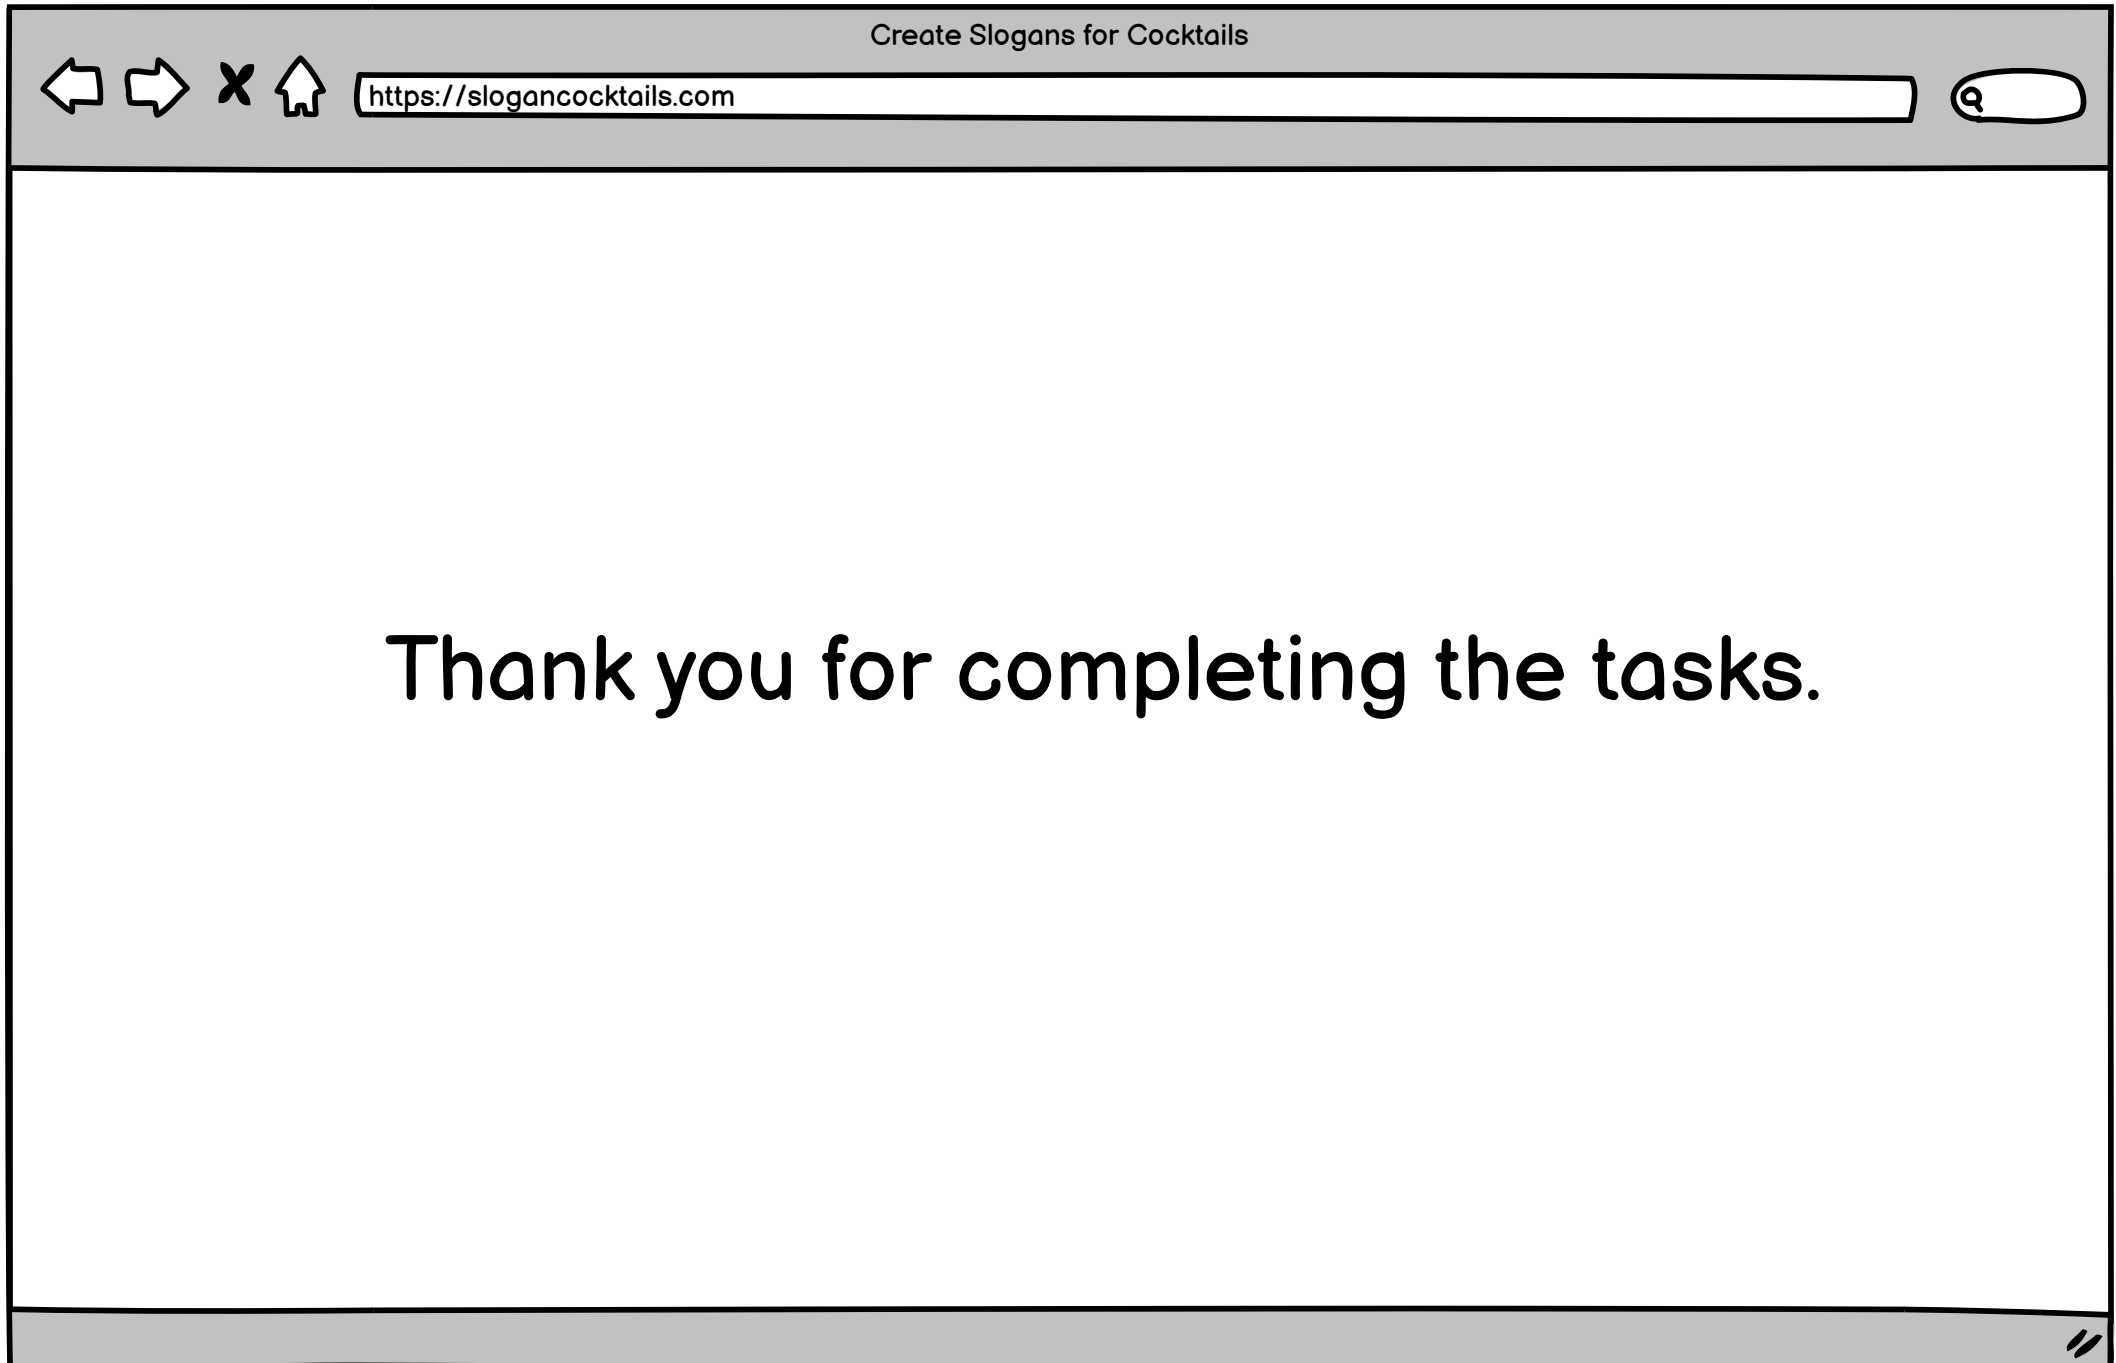 Create Slogans for Cocktails
https://slogancocktails.com
Thank you for completing the tasks.